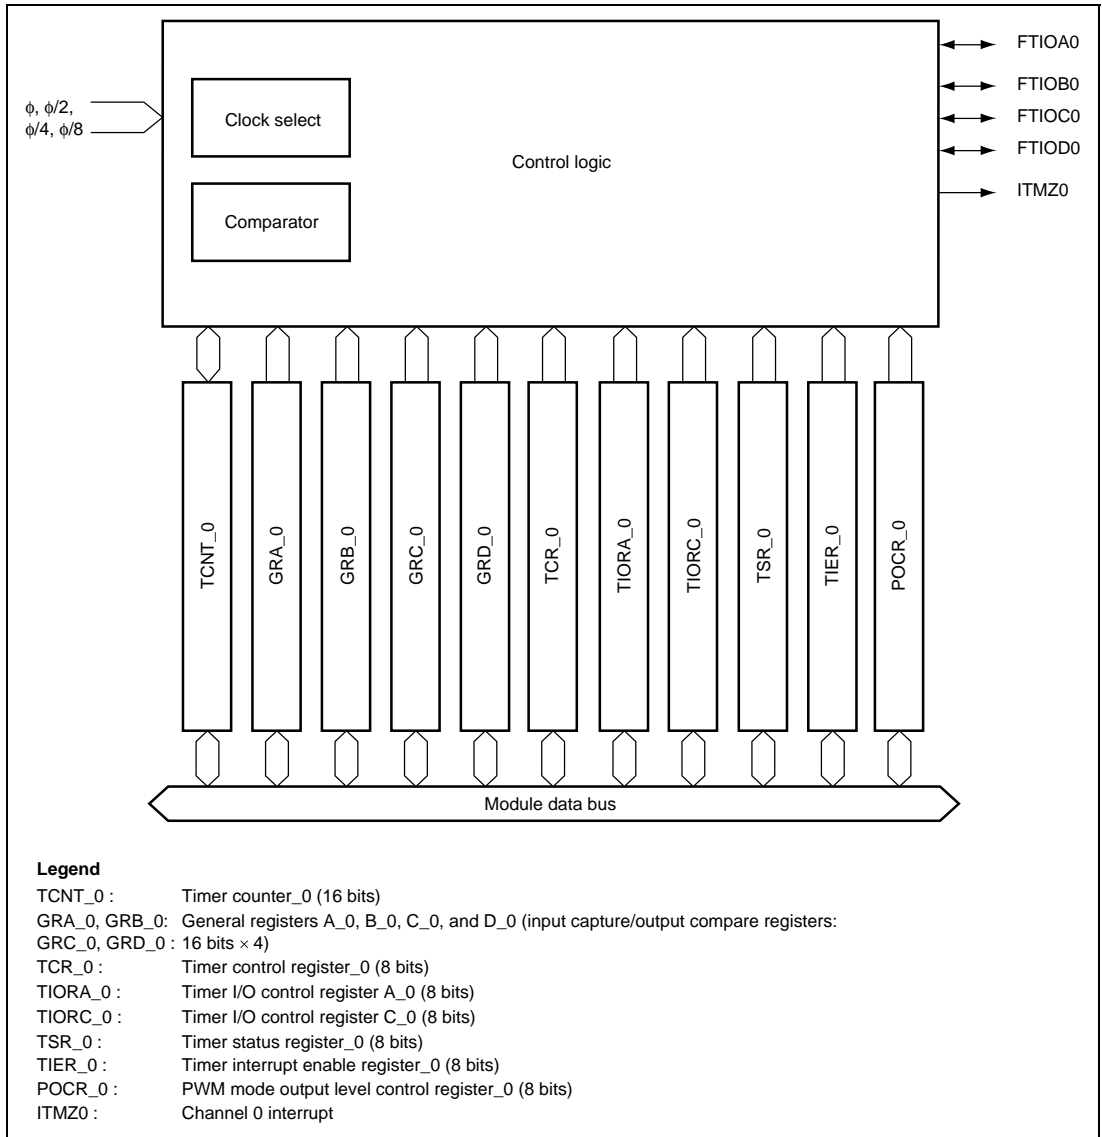 FTIOA0
φ, φ/2,
φ/4, φ/8
Clock select
FTIOB0
FTIOC0
FTIOD0
Control logic
ITMZ0
Comparator
TCNT_0
GRA_0
GRB_0
GRC_0
GRD_0
TCR_0
TIORA_0
TIORC_0
TSR_0
TIER_0
POCR_0
Module data bus
Legend
TCNT_0 : Timer counter_0 (16 bits)
GRA_0, GRB_0: General registers A_0, B_0, C_0, and D_0 (input capture/output compare registers:
GRC_0, GRD_0 : 16 bits × 4)
TCR_0 : Timer control register_0 (8 bits)
TIORA_0 : Timer I/O control register A_0 (8 bits)
TIORC_0 : Timer I/O control register C_0 (8 bits)
TSR_0 : Timer status register_0 (8 bits)
TIER_0 : Timer interrupt enable register_0 (8 bits)
POCR_0 : PWM mode output level control register_0 (8 bits)
ITMZ0 : Channel 0 interrupt